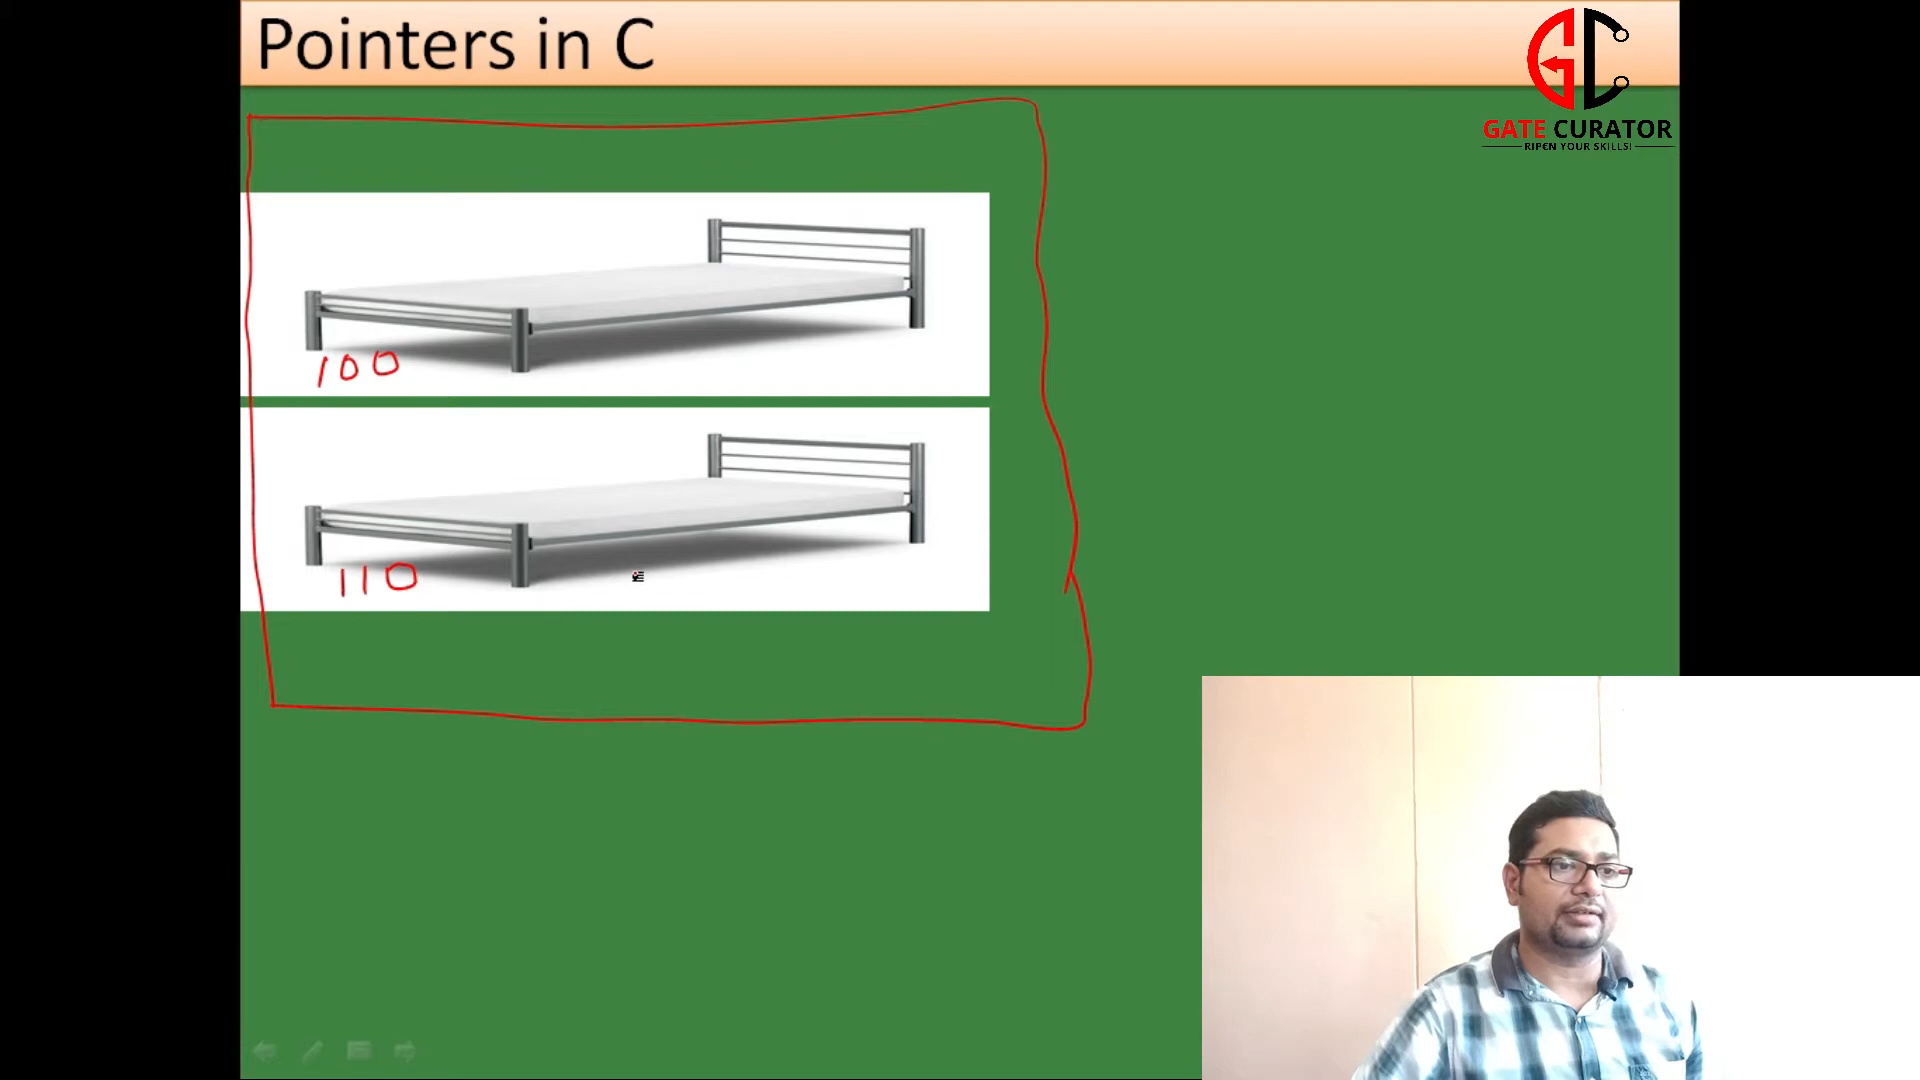 Pointers in C
GATE CURATOR
RIPEN YOUR SKILLS!
100
110